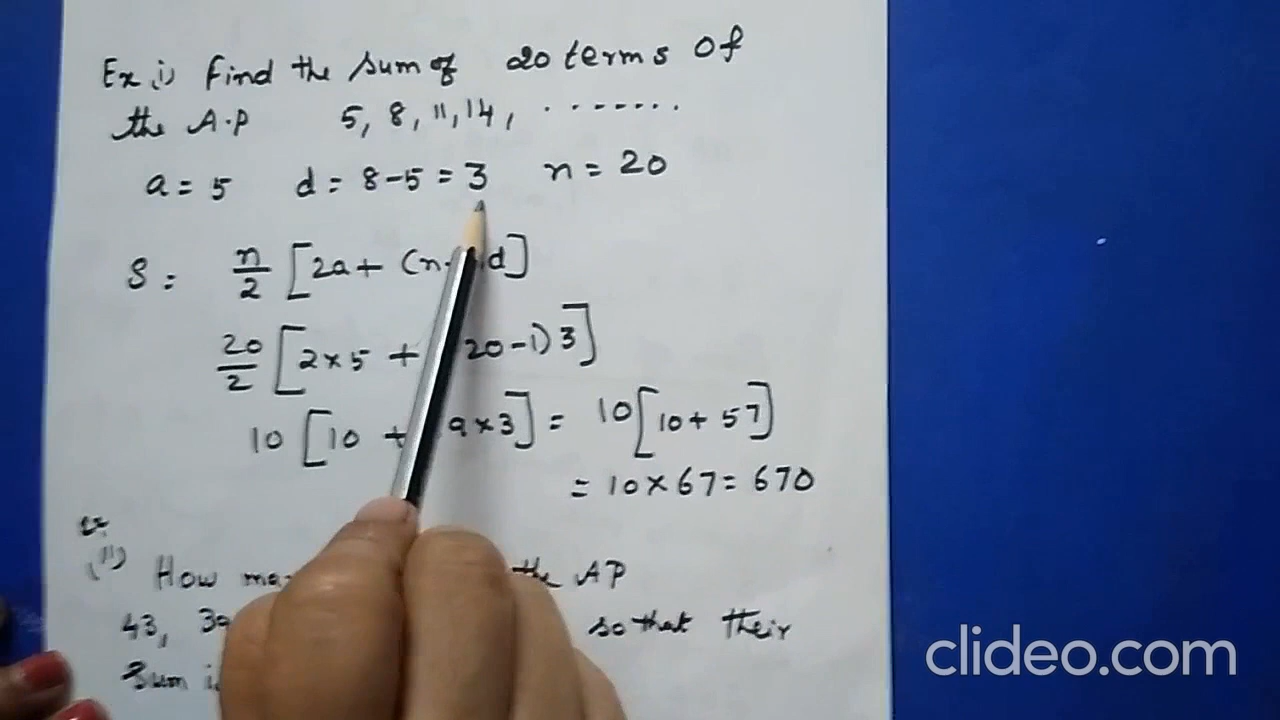 Ex i) Find the sum of 20 terms of
the A.P 5, 8, 11, 14, .......
a = 5 d = 8-5 = 3 n = 20
S = n/2 [2a + (n d]
20/2 [2×5 + 20-1) 3]
10 [10 + 9×3] = 10 [10 + 57]
= 10 × 67 = 670
(ii) How the AP
43, so that their
Sum
clideo.com